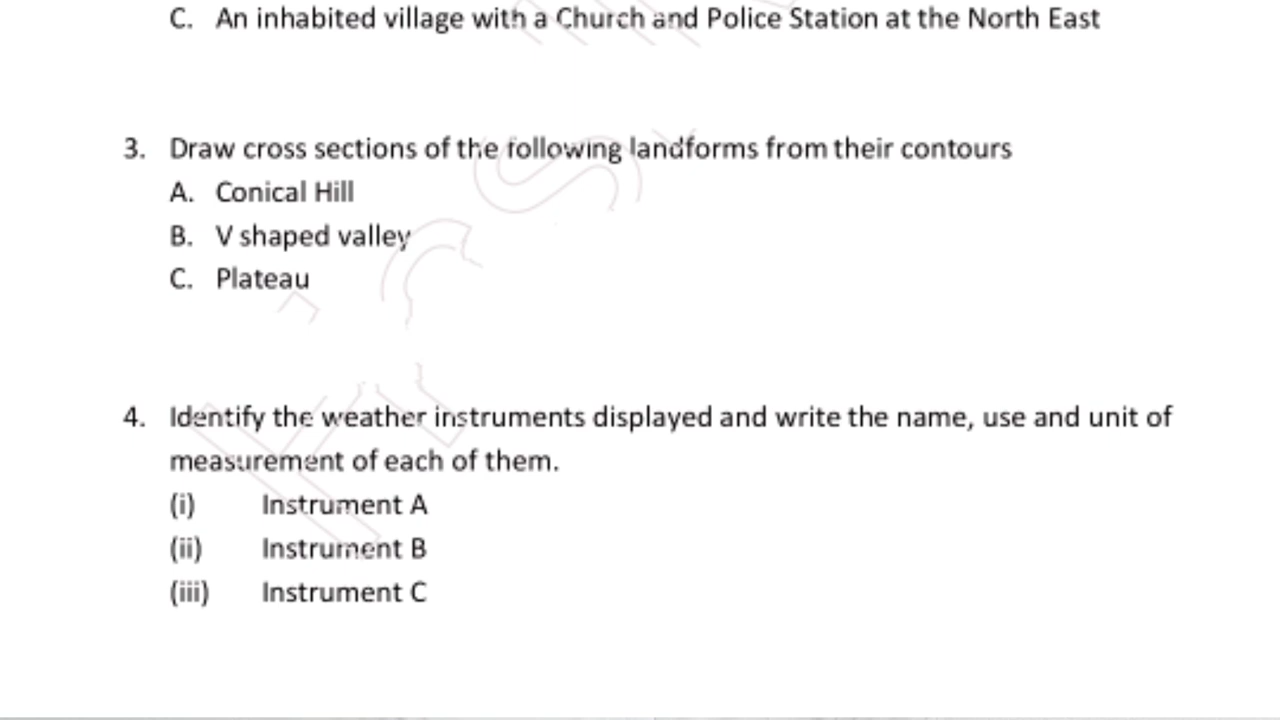 C. An inhabited village with a Church and Police Station at the North East
3. Draw cross sections of the following landforms from their contours
A. Conical Hill
B. V shaped valley
C. Plateau
4. Identify the weather instruments displayed and write the name, use and unit of
measurement of each of them.
(i) Instrument A
(ii) Instrument B
(iii) Instrument C